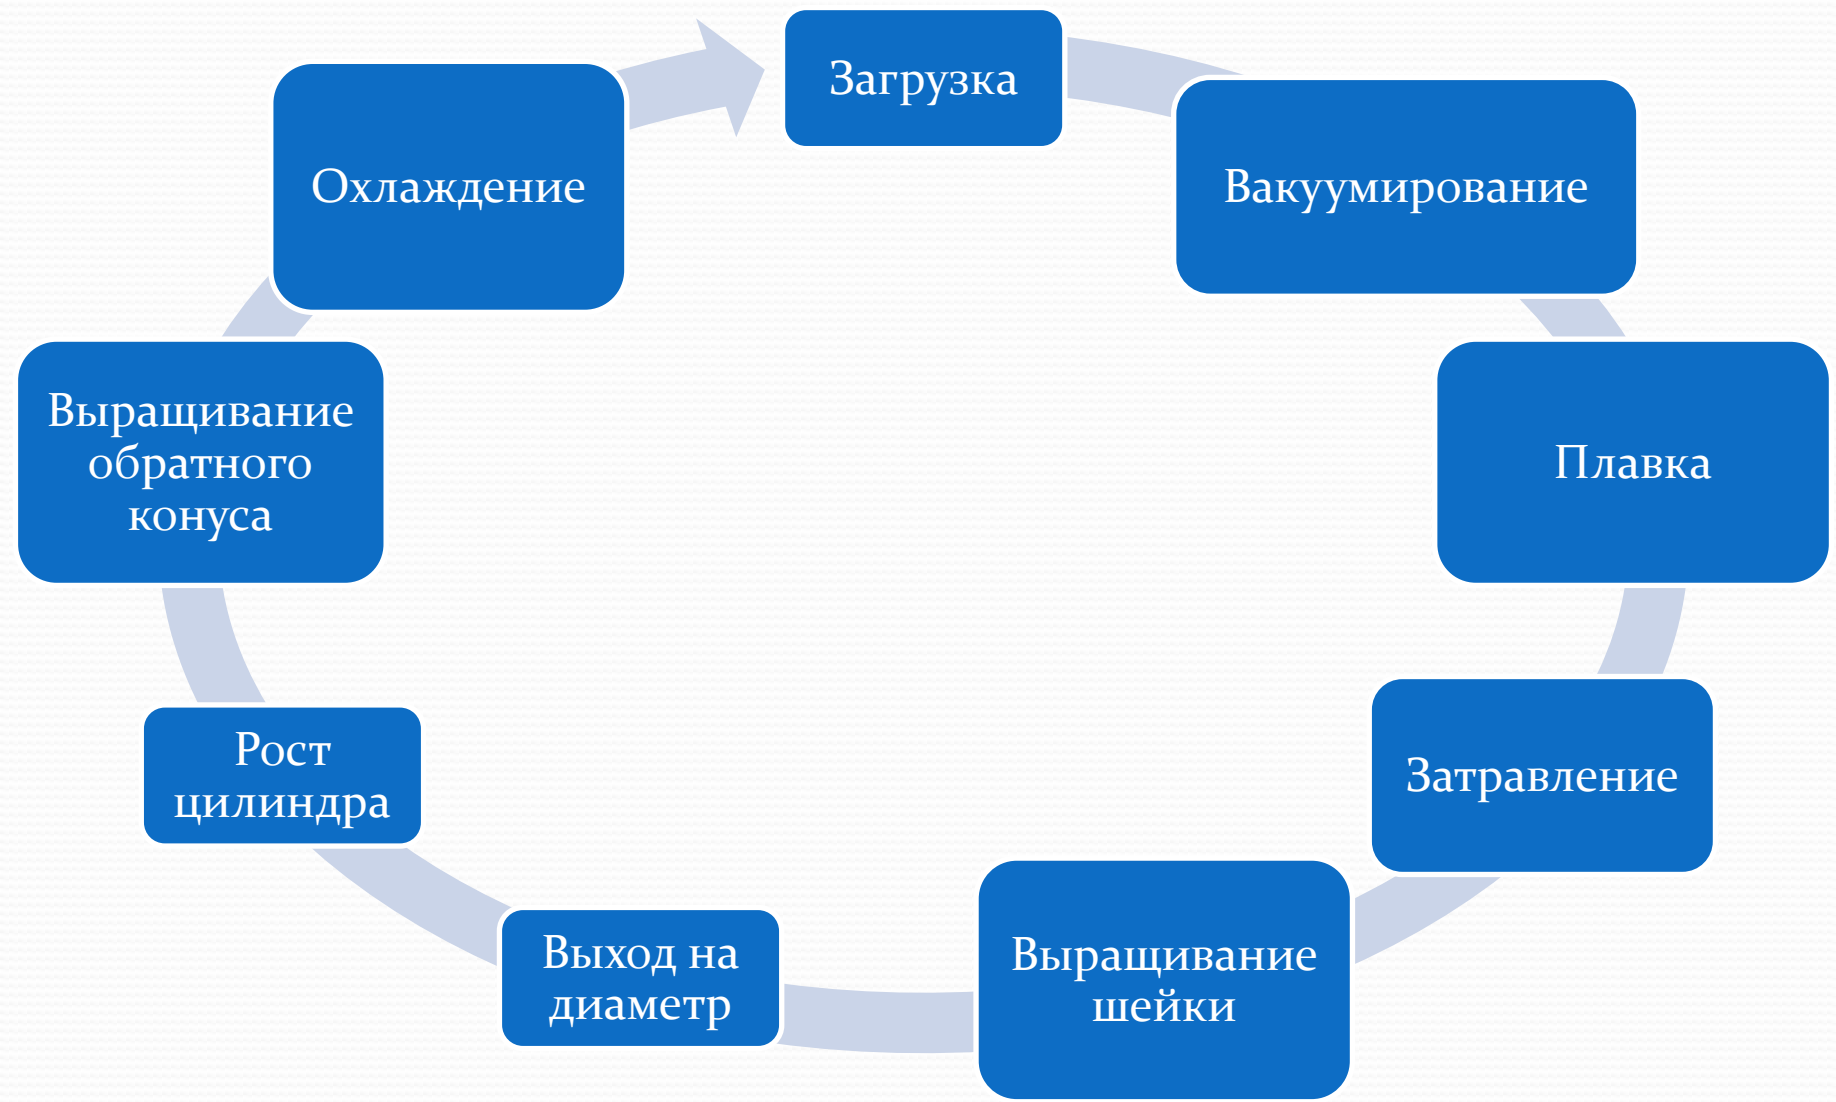 Загрузка
Вакуумирование
Плавка
Затравление
Выращивание
шейки
Выход на
диаметр
Рост
цилиндра
Выращивание
обратного
конуса
Охлаждение